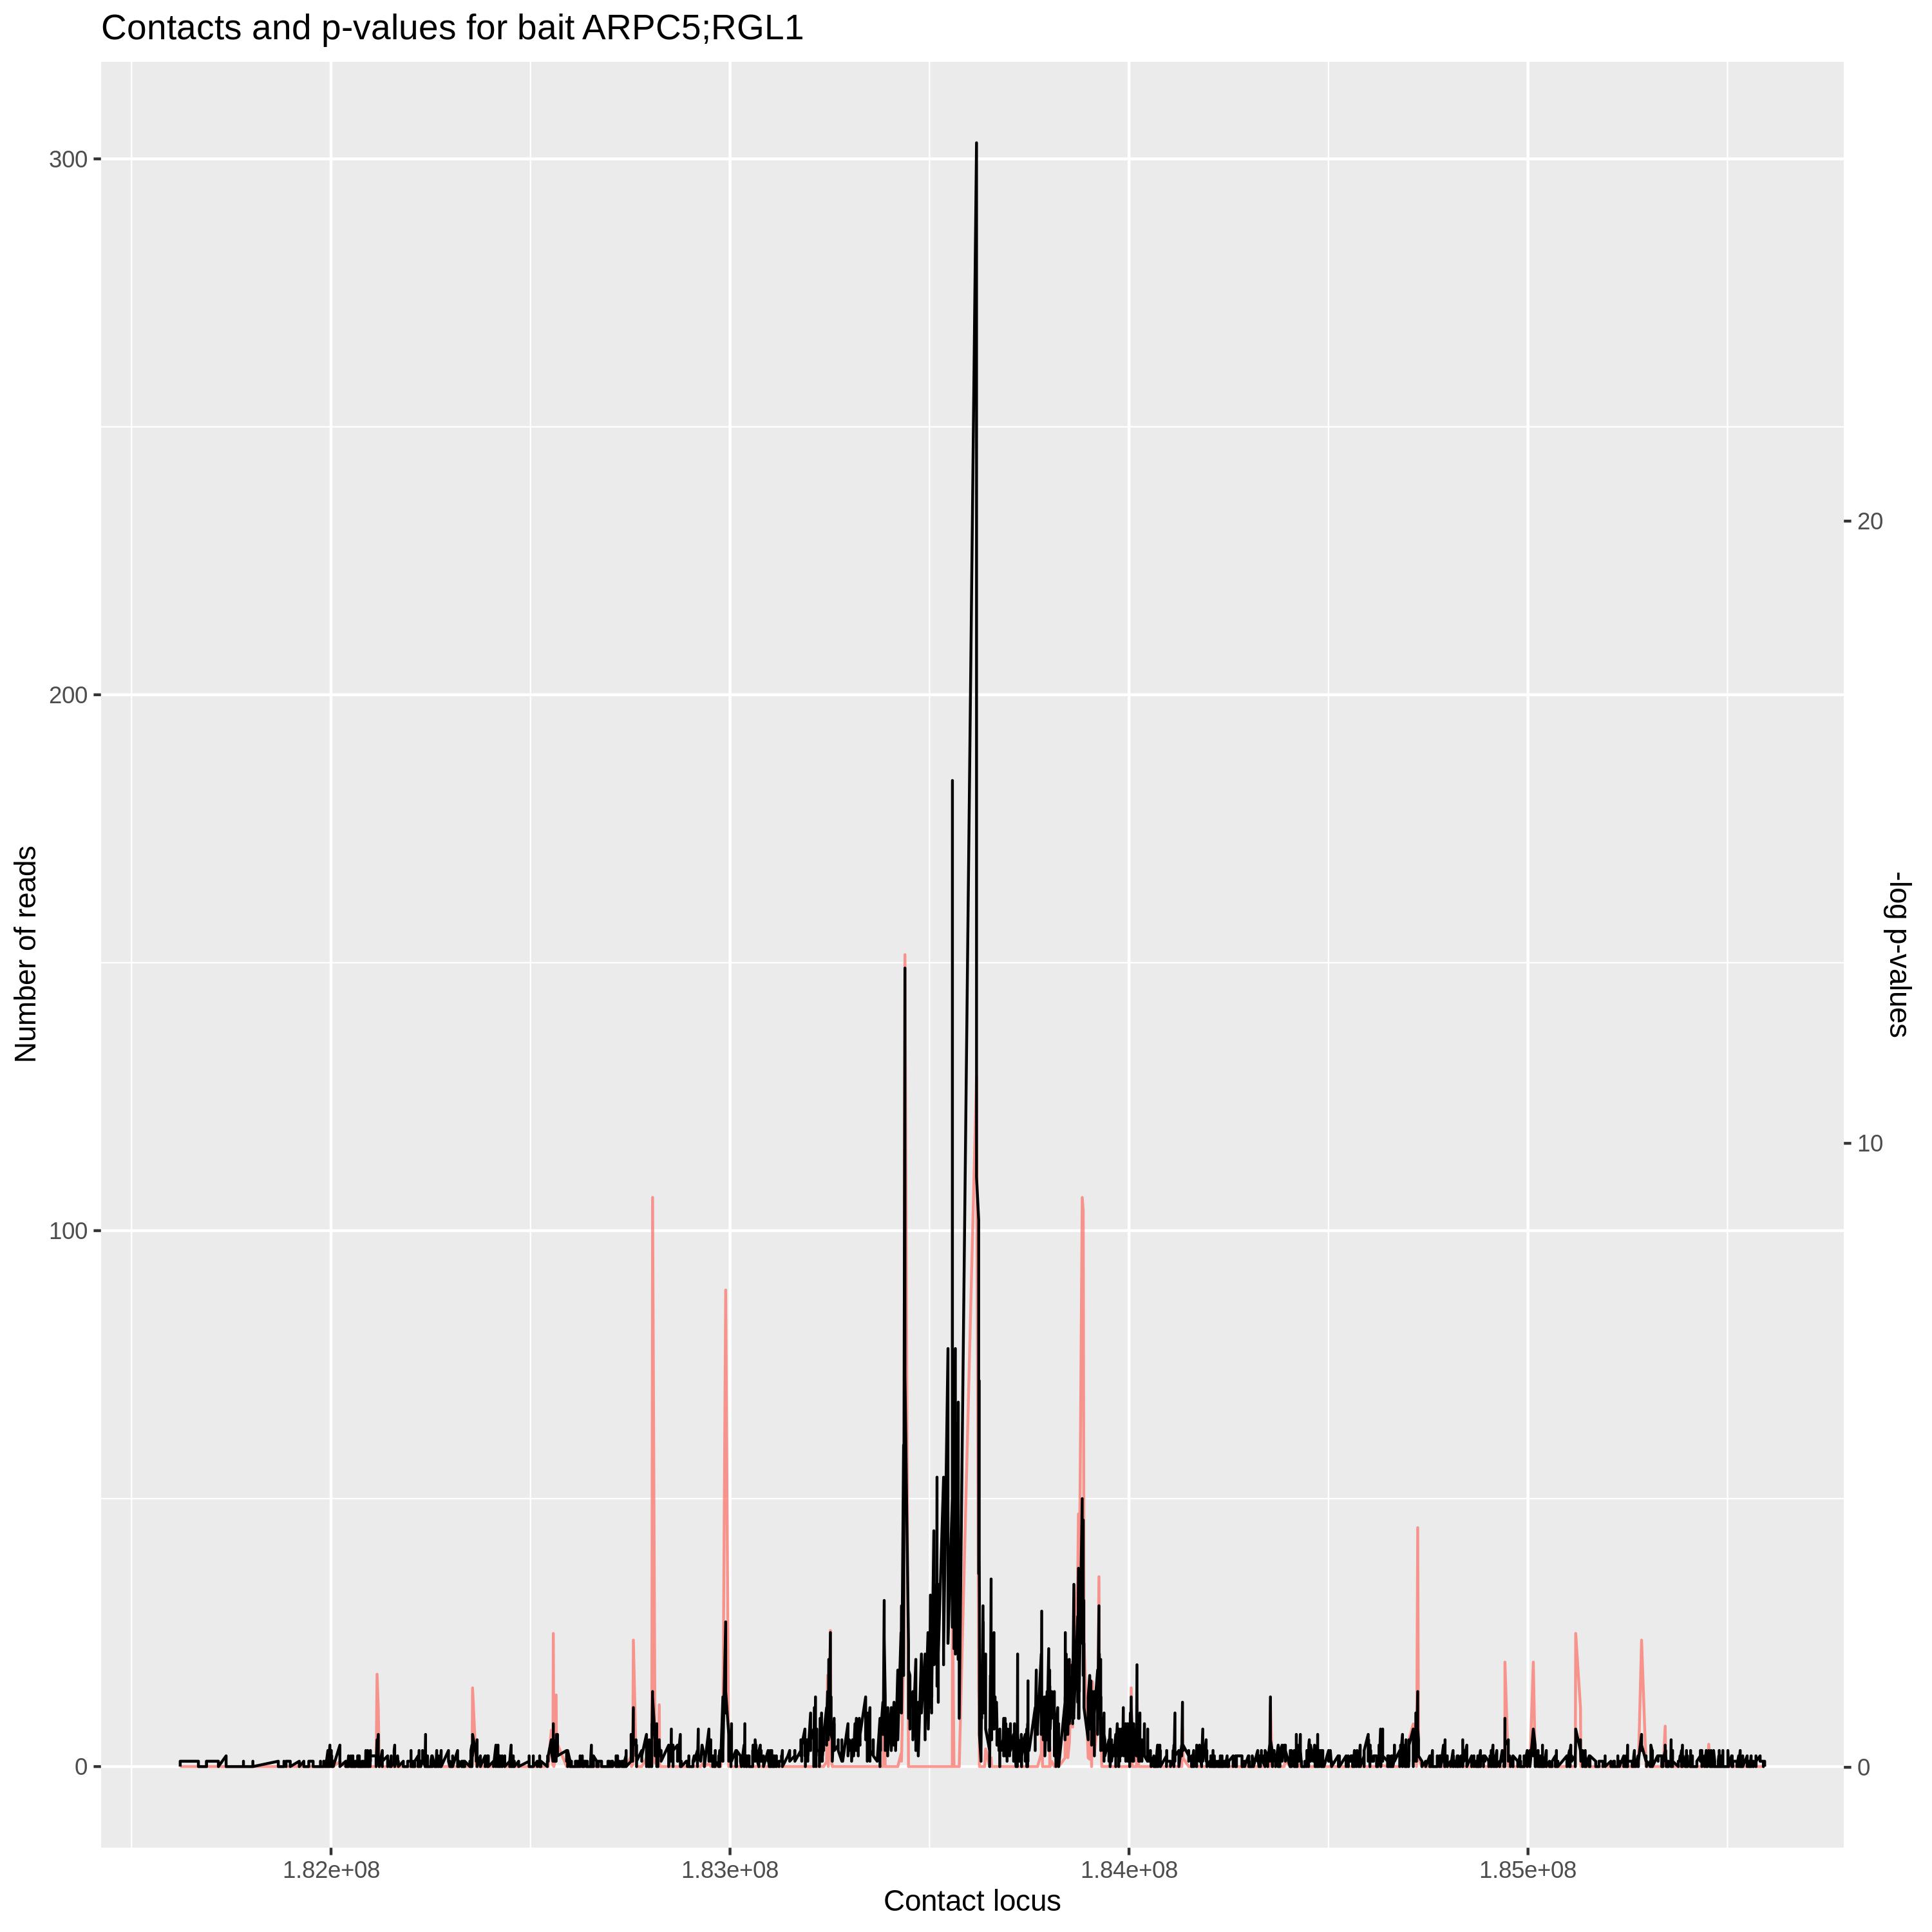 Contacts and p-values for bait ARPC5;RGL1
300
200
100
0
Number of reads
20
10
0
-log p-values
1.82e+08
1.83e+08
1.84e+08
1.85e+08
Contact locus